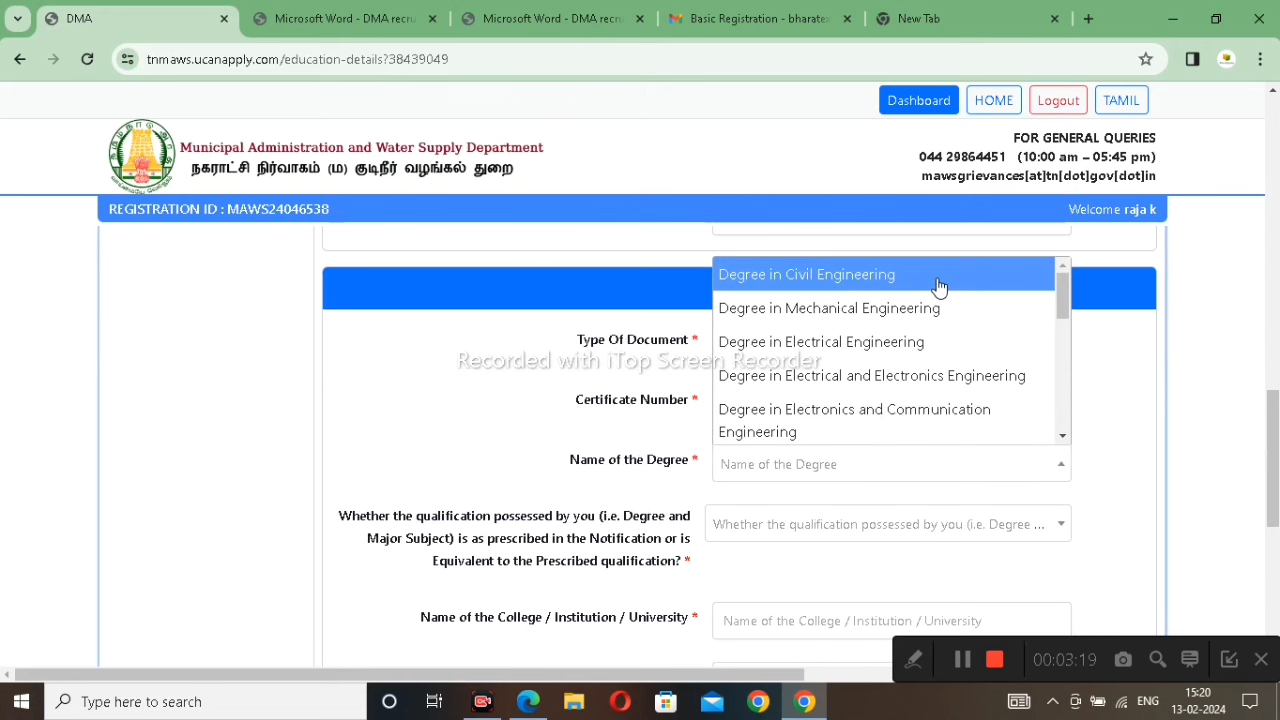 DMA
Microsoft Word - DMA recru
Microsoft Word - DMA recru
Basic Registration - bharatex
New Tab
tnmaws.ucanapply.com/education-details?38439049
Dashboard
HOME
Logout
TAMIL
Municipal Administration and Water Supply Department
நகராட்சி நிர்வாகம் (ம) குடிநீர் வழங்கல் துறை
FOR GENERAL QUERIES
044 29864451 (10:00 am – 05:45 pm)
mawsgrievances[at]tn[dot]gov[dot]in
REGISTRATION ID : MAWS24046538
Welcome raja k
Degree in Civil Engineering
Degree in Mechanical Engineering
Type Of Document *
Degree in Electrical Engineering
Recorded with iTop Screen Recorder
Degree in Electrical and Electronics Engineering
Certificate Number *
Degree in Electronics and Communication
Engineering
Name of the Degree *
Name of the Degree
Whether the qualification possessed by you (i.e. Degree and
Major Subject) is as prescribed in the Notification or is
Equivalent to the Prescribed qualification? *
Whether the qualification possessed by you (i.e. Degree ...
Name of the College / Institution / University *
Name of the College / Institution / University
00:03:19
Type here to search
ENG
15:20
13-02-2024